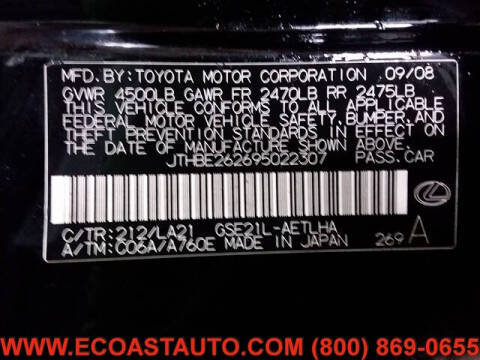 MFD. BY: TOYOTA MOTOR CORPORATION 09/08
GVWR 4500LB GAWR FR 2470LB RR 2475LB
THIS VEHICLE CONFORMS TO ALL APPLICABLE
FEDERAL MOTOR VEHICLE SAFETY, BUMPER, AND
THEFT PREVENTION STANDARDS IN EFFECT ON
THE DATE OF MANUFACTURE SHOWN ABOVE.
JTHBE262695022307 PASS. CAR
C/TR: 212/LA21 GSE21L-AETLHA
A/TM: C06A/A760E MADE IN JAPAN 269 A
WWW.ECOASTAUTO.COM (800) 869-0655